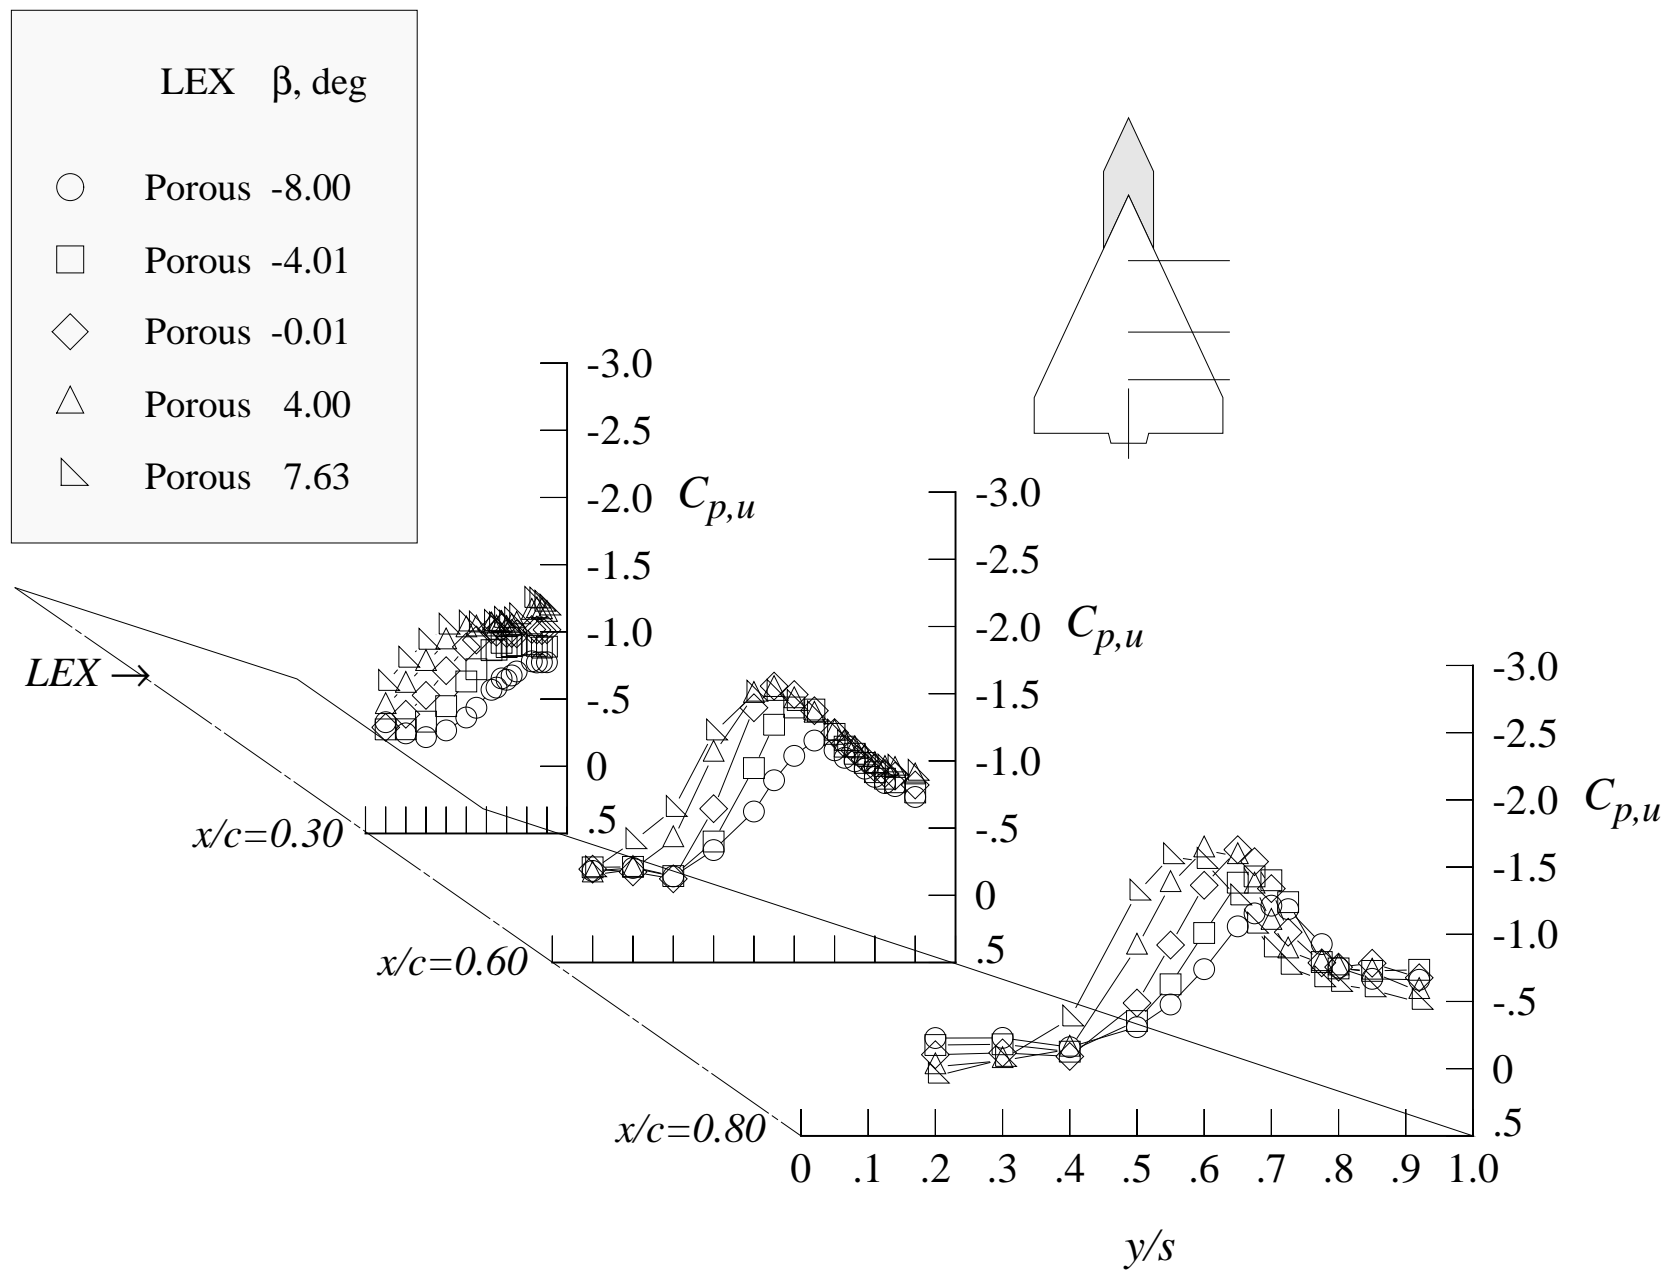 LEX β, deg
Porous -8.00
Porous -4.01
Porous -0.01
Porous 4.00
Porous 7.63
LEX →
-3.0
-2.5
-2.0
-1.5
-1.0
-.5
0
.5
Cp,u
x/c=0.30
-3.0
-2.5
-2.0
-1.5
-1.0
-.5
0
.5
Cp,u
x/c=0.60
-3.0
-2.5
-2.0
-1.5
-1.0
-.5
0
.5
Cp,u
x/c=0.80
0 .1 .2 .3 .4 .5 .6 .7 .8 .9 1.0
y/s